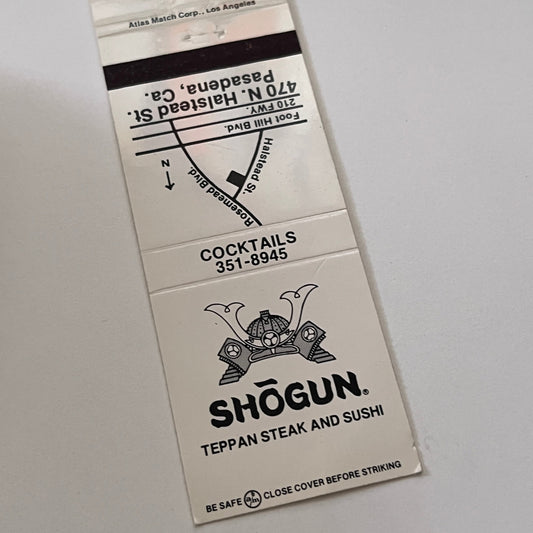 Atlas Match Corp., Los Angeles
470 N. Halstead St.
Pasadena, Ca.
210 FWY.
Foot Hill Blvd.
Halstead St.
Rosemead Blvd.
N
COCKTAILS
351-8945
SHŌGUN®
TEPPAN STEAK AND SUSHI
BE SAFE am CLOSE COVER BEFORE STRIKING